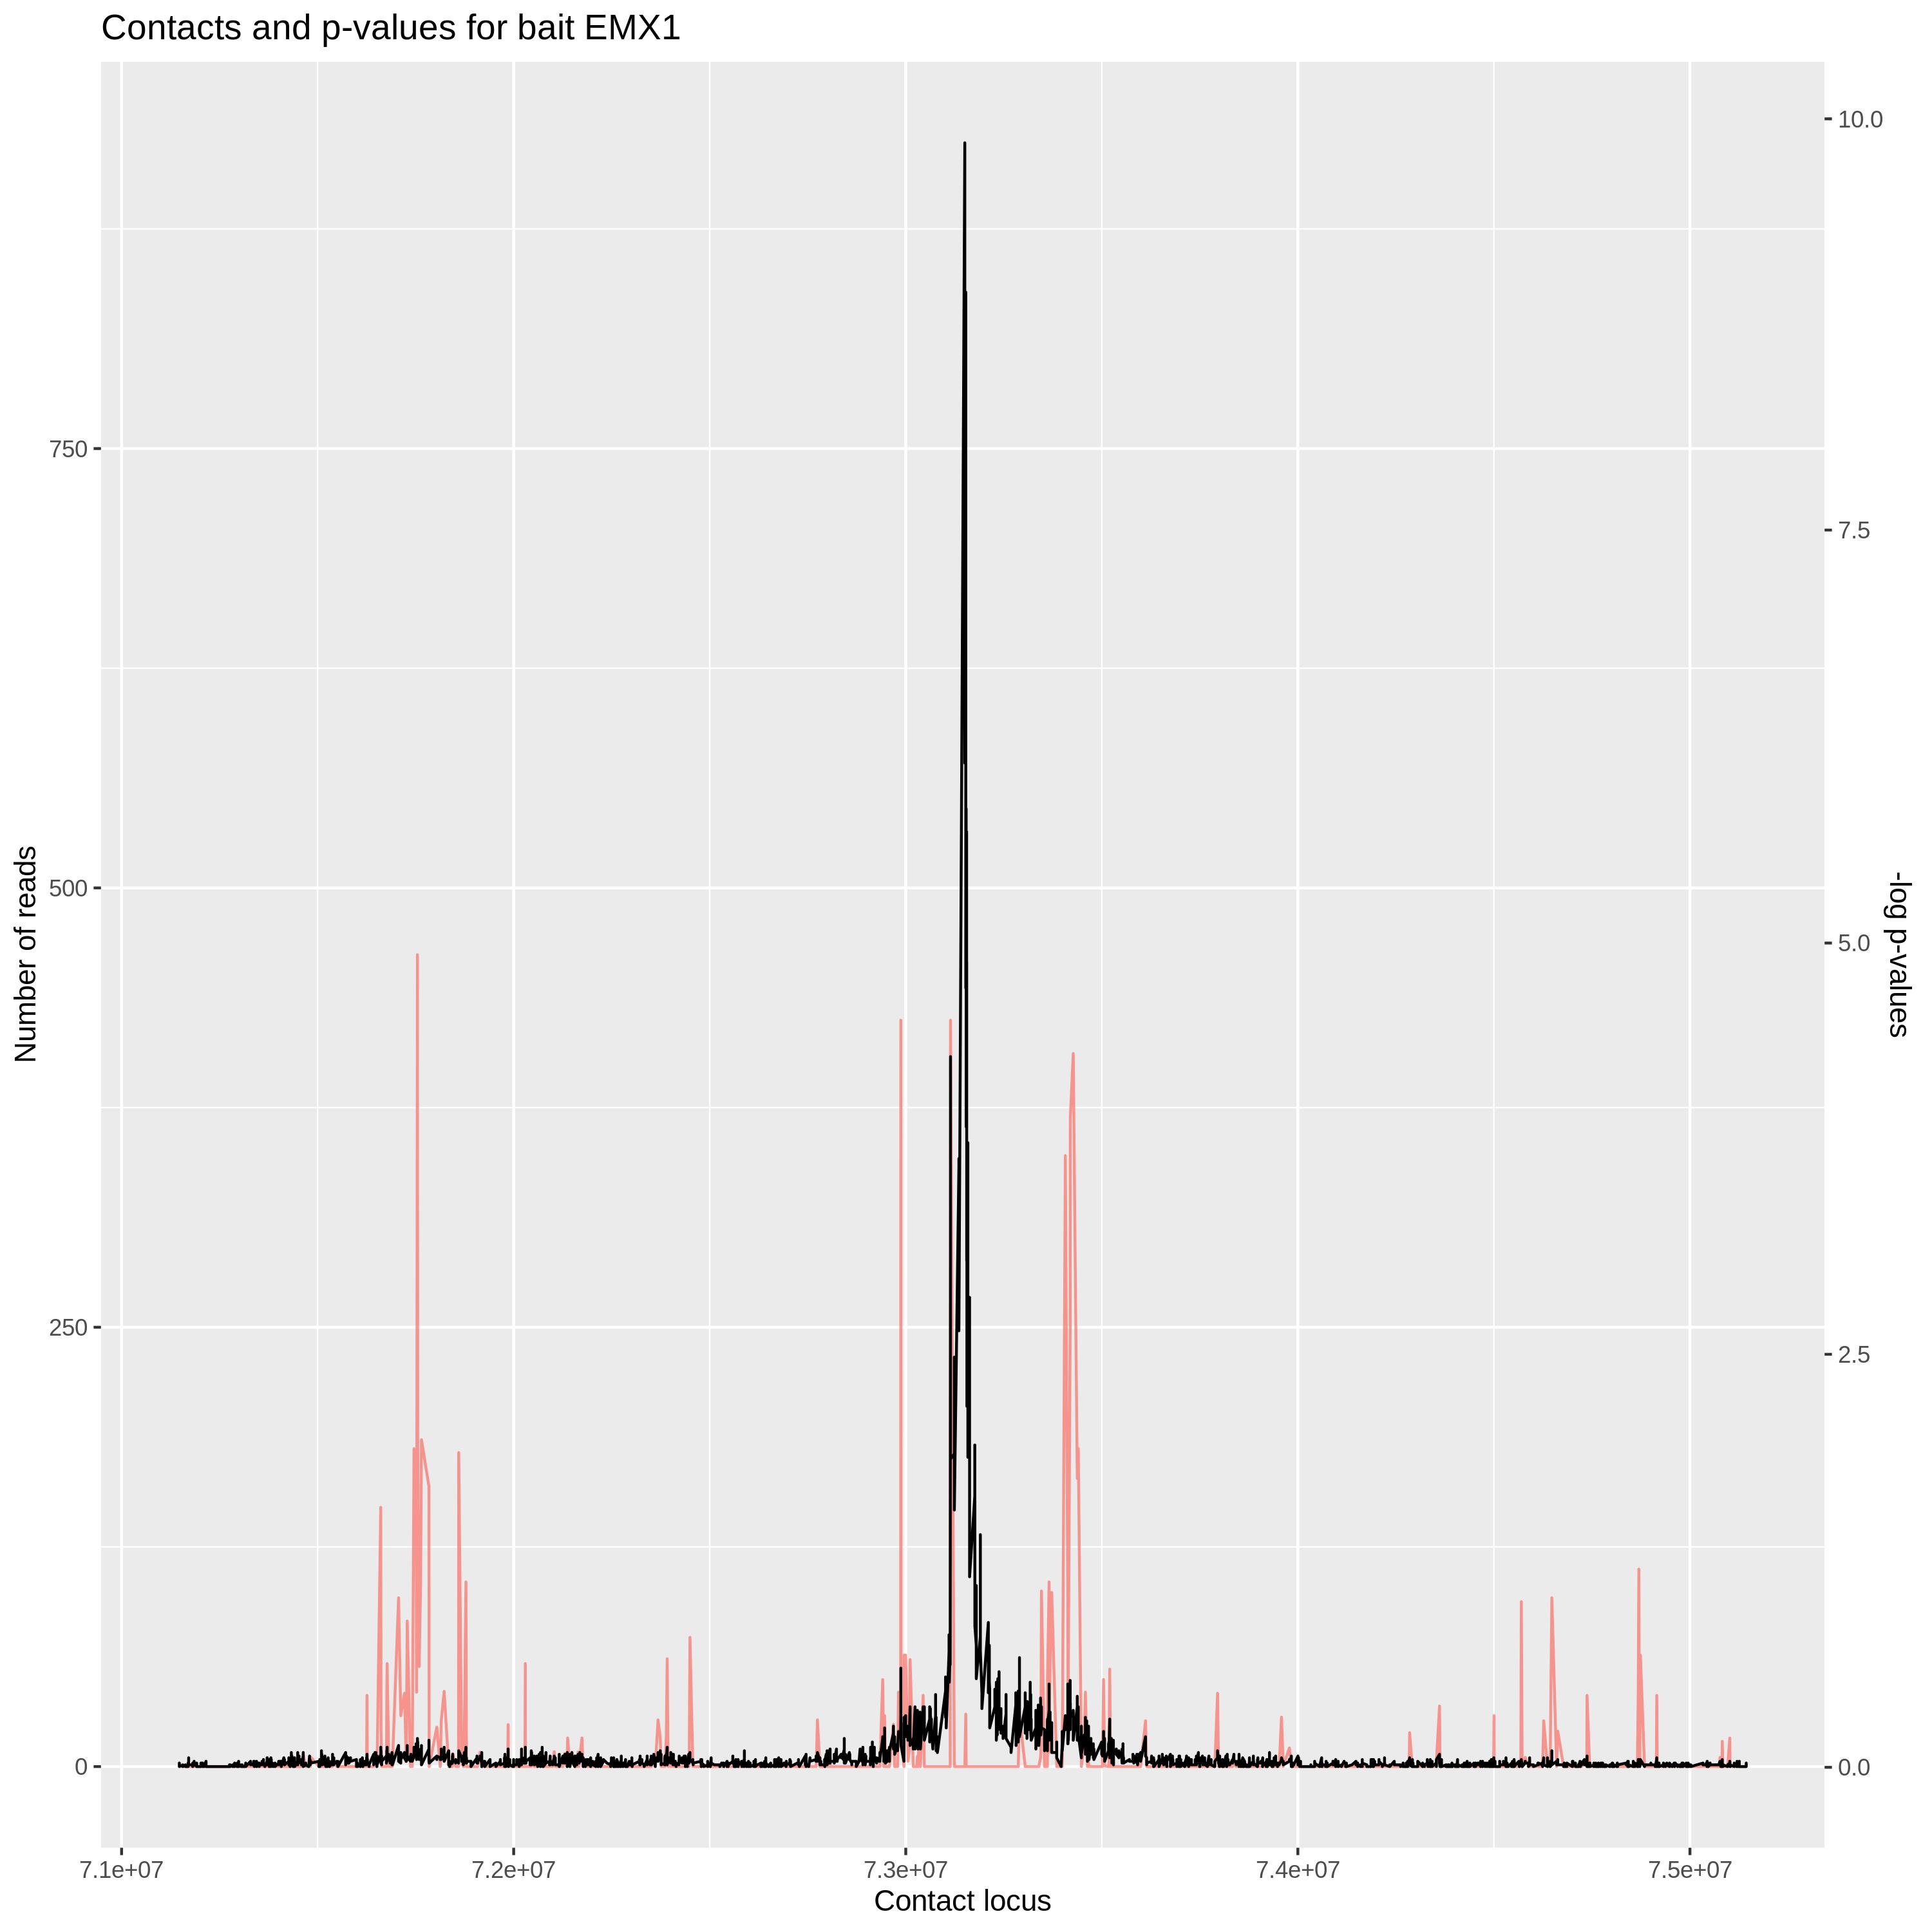 Contacts and p-values for bait EMX1
Number of reads
750
500
250
0
10.0
7.5
5.0
2.5
0.0
-log p-values
7.1e+07
7.2e+07
7.3e+07
7.4e+07
7.5e+07
Contact locus